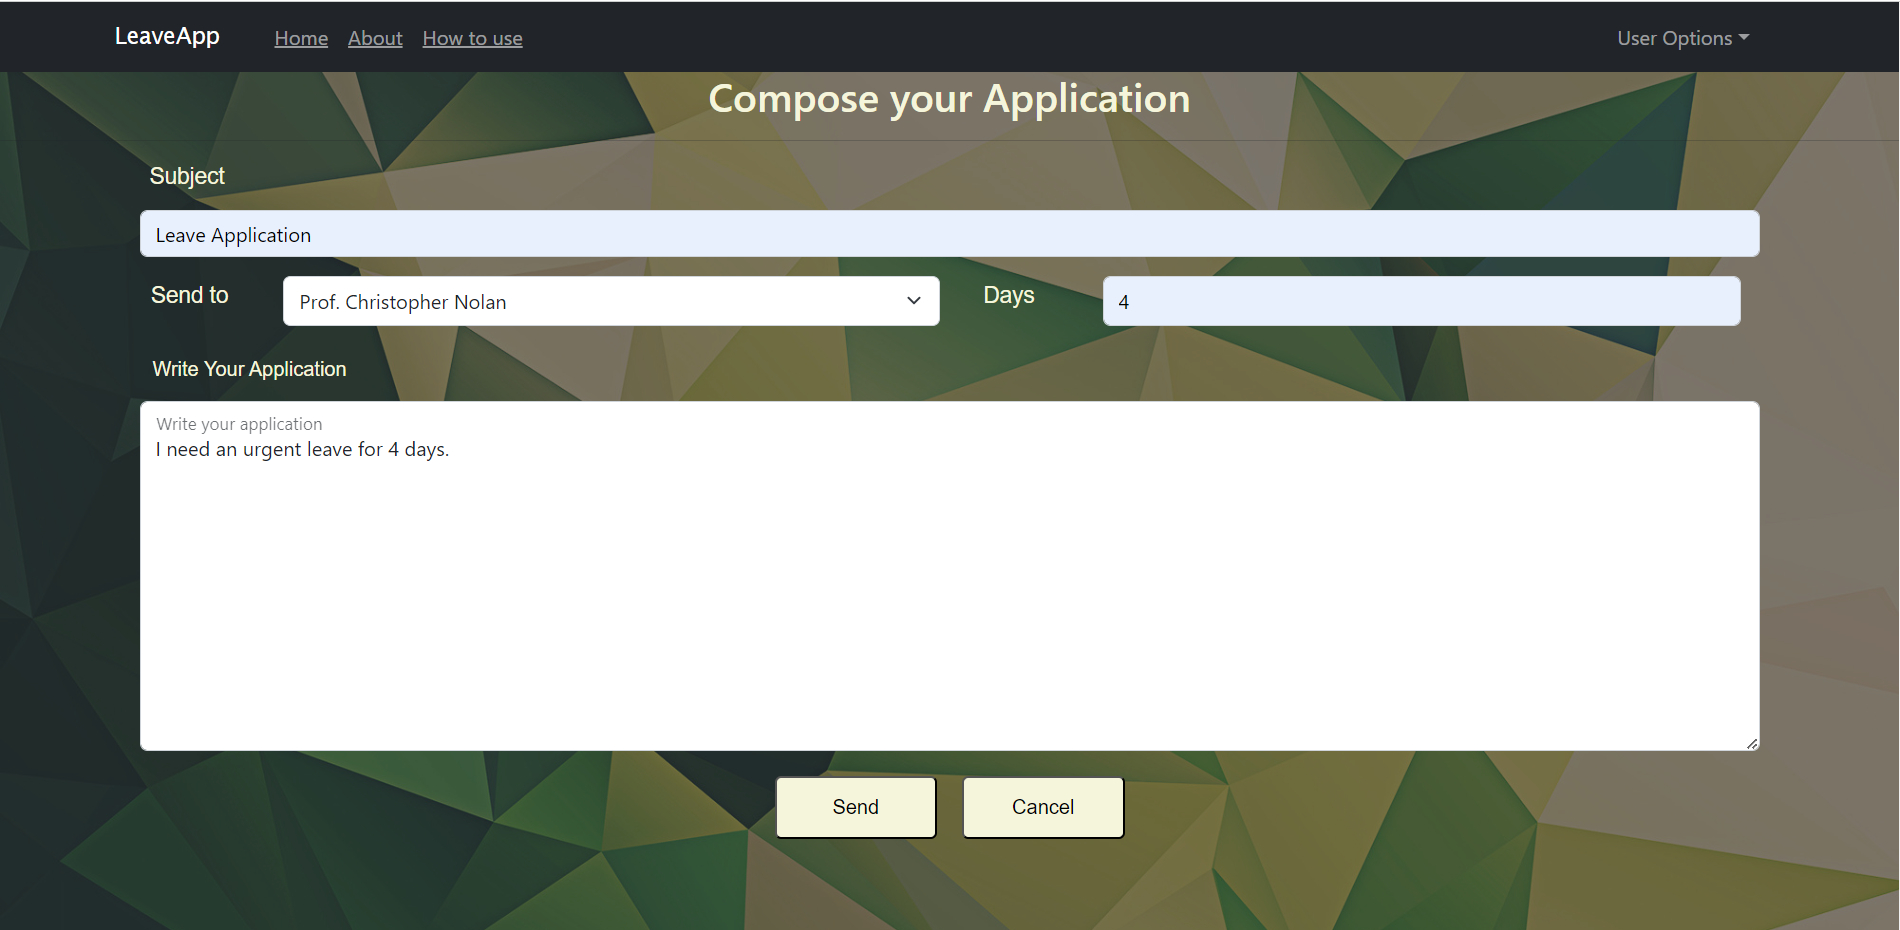 LeaveApp Home About How to use User Options
Compose your Application
Subject
Leave Application
Send to Prof. Christopher Nolan Days 4
Write Your Application
Write your application
I need an urgent leave for 4 days.
Send Cancel